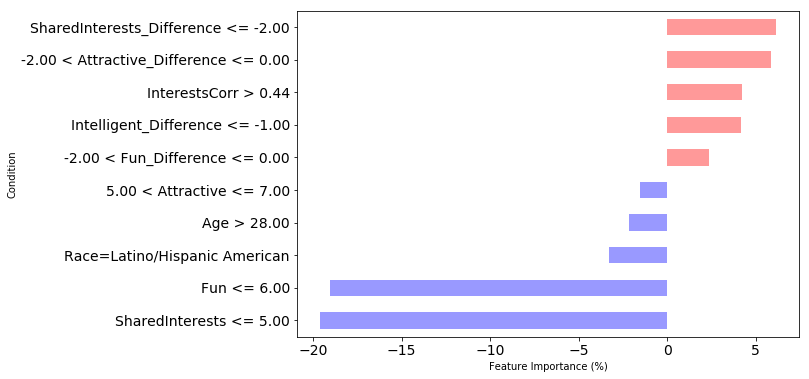 SharedInterests_Difference <= -2.00
-2.00 < Attractive_Difference <= 0.00
InterestsCorr > 0.44
Intelligent_Difference <= -1.00
-2.00 < Fun_Difference <= 0.00
5.00 < Attractive <= 7.00
Age > 28.00
Race=Latino/Hispanic American
Fun <= 6.00
SharedInterests <= 5.00
Condition
−20 −15 −10 −5 0 5
Feature Importance (%)